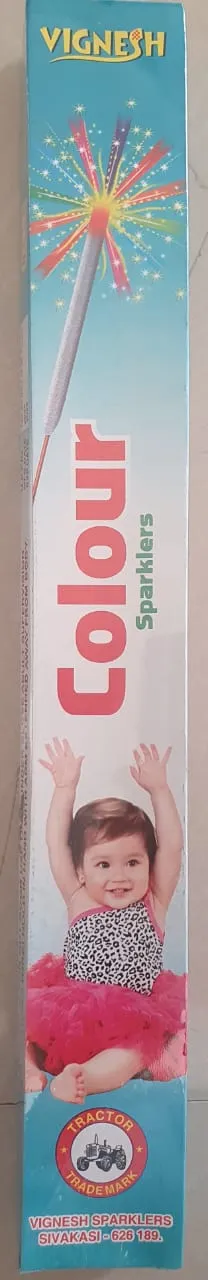 VIGNESH
Colour
Sparklers
TRACTOR
TRADEMARK
VIGNESH SPARKLERS
SIVAKASI - 626 189.